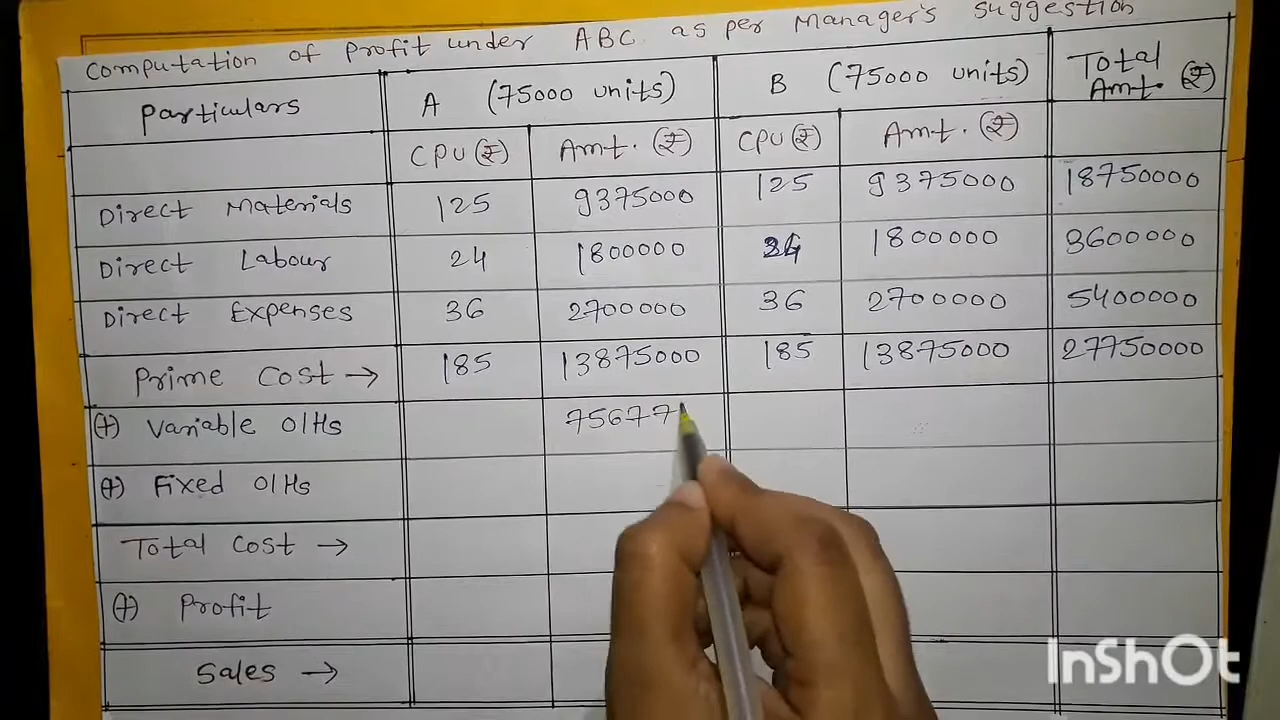 Computation of Profit under ABC as per Manager's suggestion
Particulars A (75000 units) B (75000 units) Total Amt. (₹)
CPU (₹) Amt. (₹) CPU (₹) Amt. (₹)
Direct Materials 125 9375000 125 9375000 18750000
Direct Labour 24 1800000 24 1800000 3600000
Direct Expenses 36 2700000 36 2700000 5400000
Prime Cost → 185 13875000 185 13875000 27750000
(+) Variable O/Hs 75677
(+) Fixed O/Hs
Total Cost →
(+) Profit
Sales →
InShOt